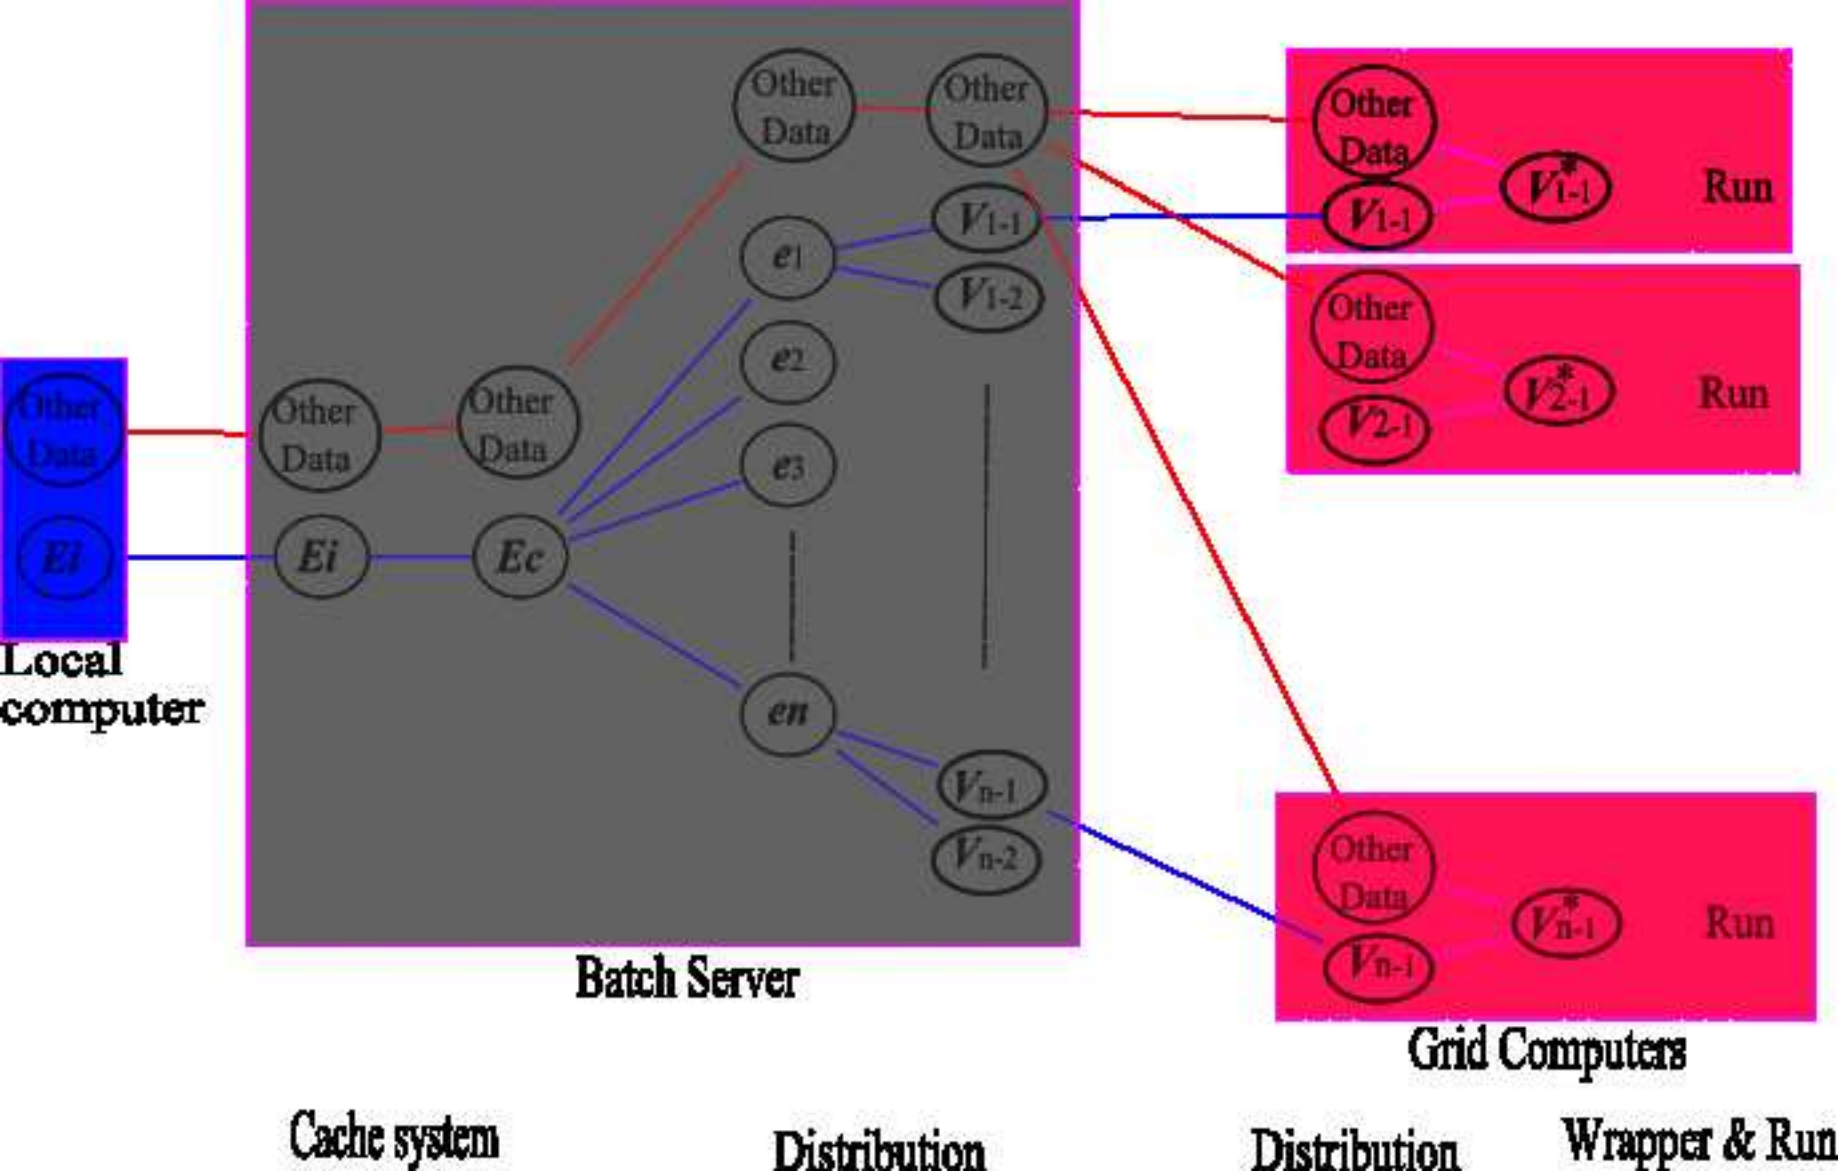 Other
Data
Ei
Local
computer
Other
Data
Ei
Other
Data
Ec
Other
Data
e1
e2
e3
en
Other
Data
V1-1
V1-2
Vn-1
Vn-2
Batch Server
Other
Data
V1-1
V*1-1
Run
Other
Data
V2-1
V*2-1
Run
Other
Data
Vn-1
V*n-1
Run
Grid Computers
Cache system
Distribution
Distribution
Wrapper & Run